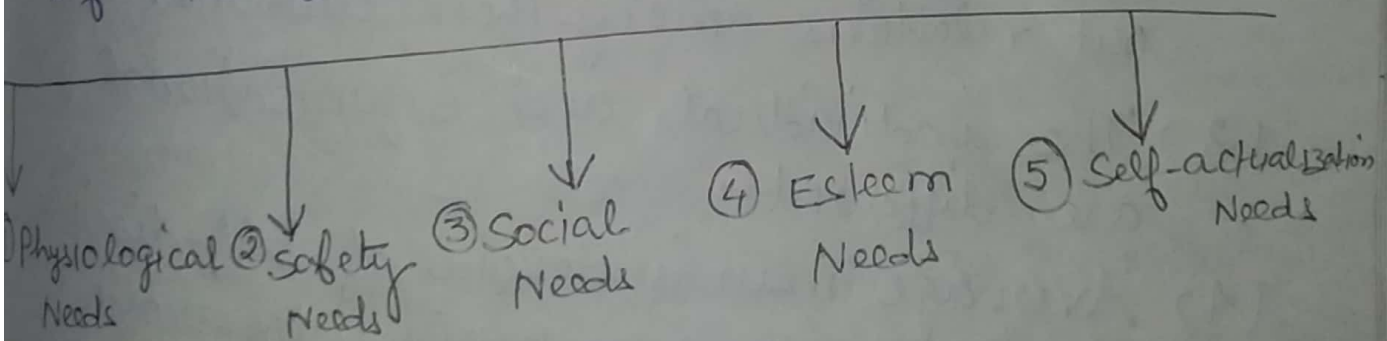 Physiological
Needs
② Safety
Needs
③ Social
Needs
④ Esteem
Needs
⑤ Self-actualization
Needs